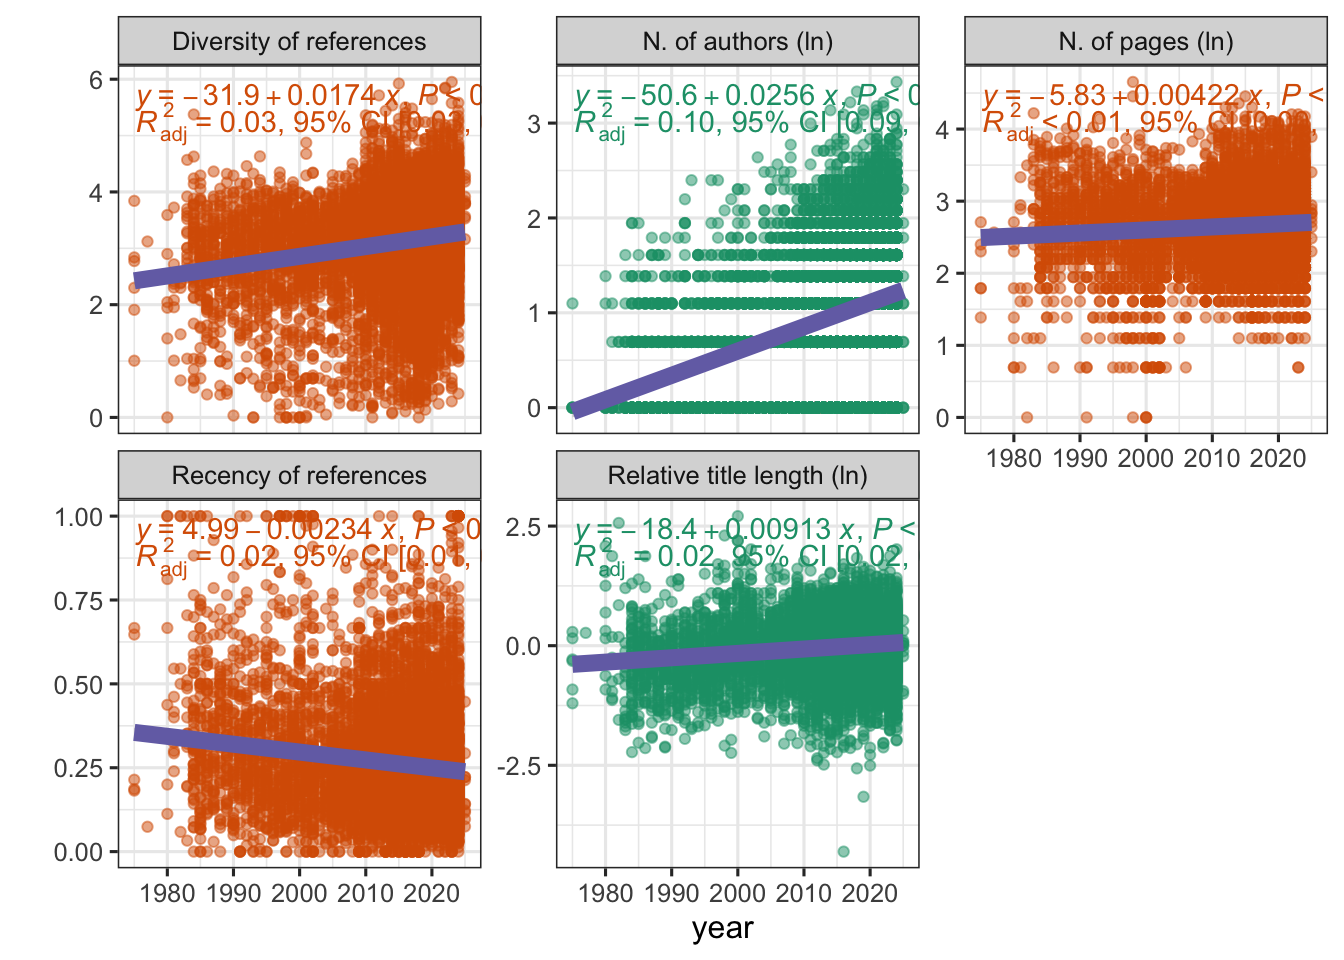 Diversity of references
N. of authors (ln)
N. of pages (ln)
y = −31.9 + 0.0174 x, P < 0
R²adj = 0.03, 95% CI [0.03,
y = −50.6 + 0.0256 x, P < 0
R²adj = 0.10, 95% CI [0.09,
y = −5.83 + 0.00422 x, P <
R²adj < 0.01, 95% CI
6
4
2
0
3
2
1
0
4
3
2
1
0
1980 1990 2000 2010 2020
Recency of references
Relative title length (ln)
y = 4.99 − 0.00234 x, P < 0
R²adj = 0.02, 95% CI [0.01,
y = −18.4 + 0.00913 x, P <
R²adj = 0.02, 95% CI [0.02,
1.00
0.75
0.50
0.25
0.00
2.5
0.0
-2.5
1980 1990 2000 2010 2020
1980 1990 2000 2010 2020
year